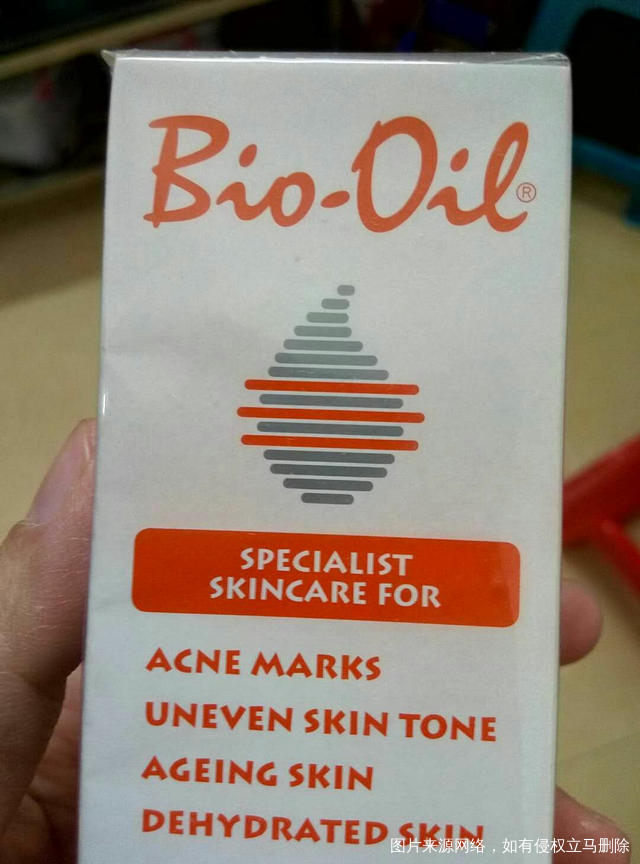 Bio-Oil®
SPECIALIST
SKINCARE FOR
ACNE MARKS
UNEVEN SKIN TONE
AGEING SKIN
DEHYDRATED SKIN
图片来源网络，如有侵权立马删除